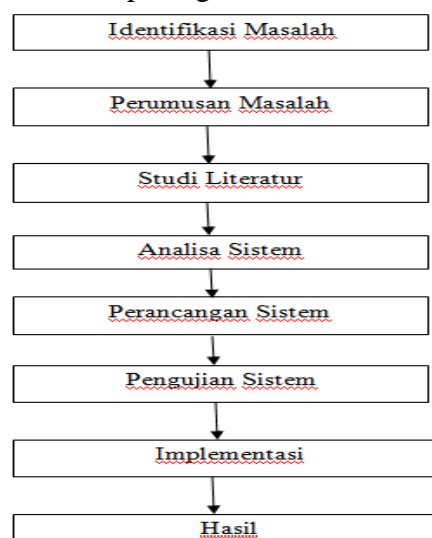 Identifikasi Masalah
Perumusan Masalah
Studi Literatur
Analisa Sistem
Perancangan Sistem
Pengujian Sistem
Implementasi
Hasil